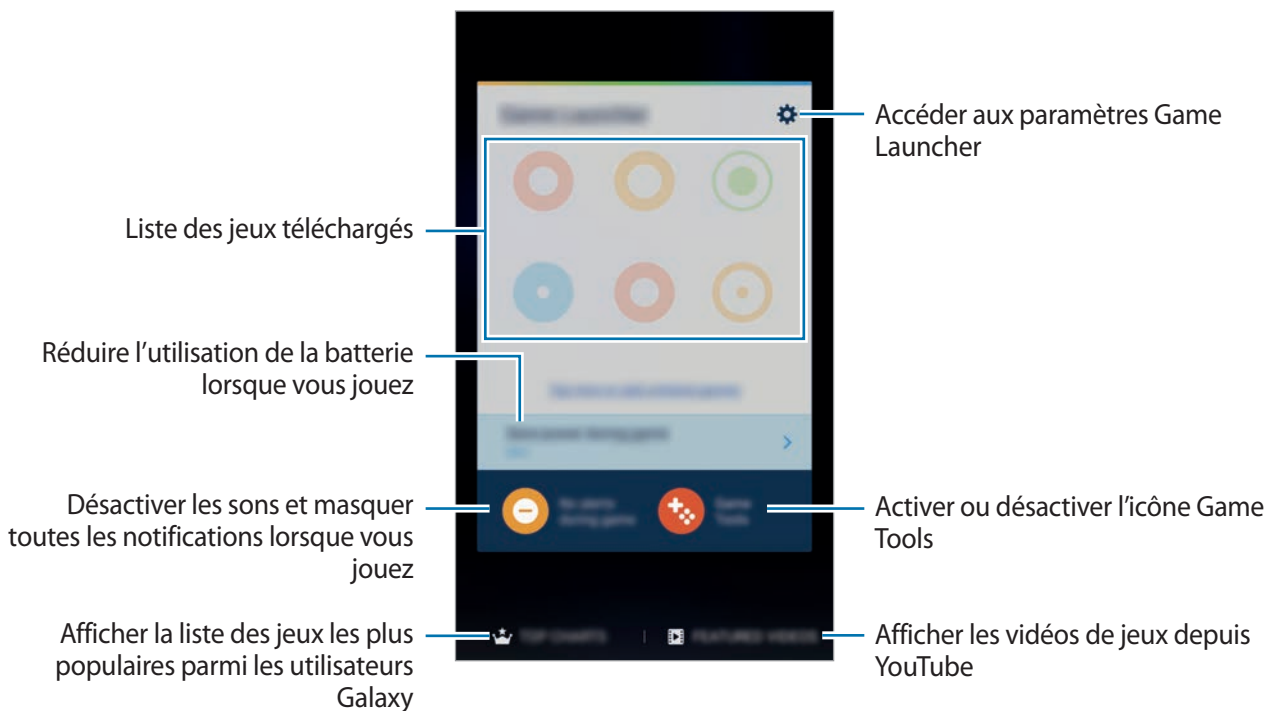 Accéder aux paramètres Game
Launcher
Liste des jeux téléchargés
Réduire l’utilisation de la batterie
lorsque vous jouez
Désactiver les sons et masquer
toutes les notifications lorsque vous
jouez
Activer ou désactiver l’icône Game
Tools
Afficher la liste des jeux les plus
populaires parmi les utilisateurs
Galaxy
Afficher les vidéos de jeux depuis
YouTube